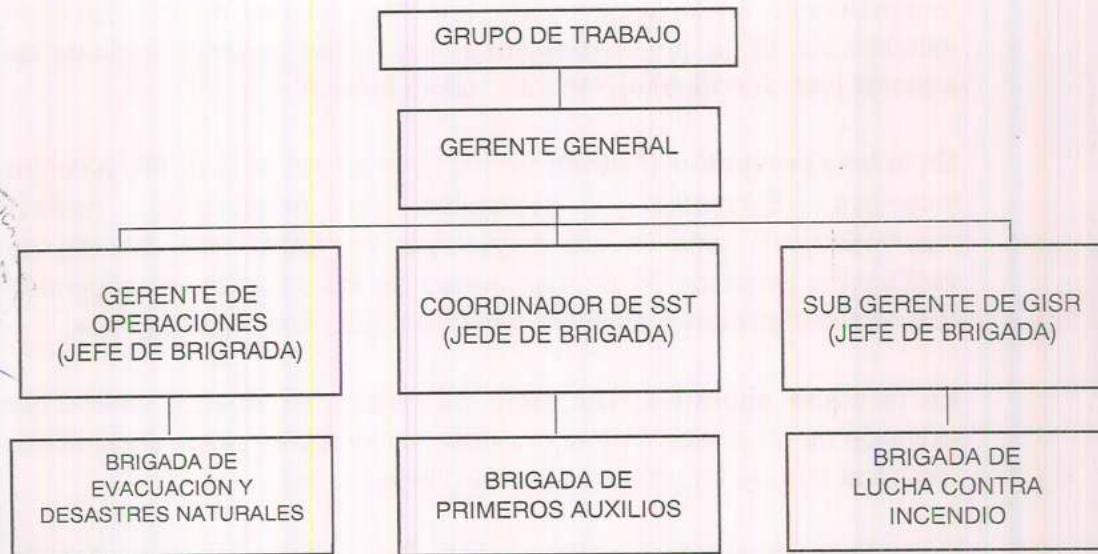 GRUPO DE TRABAJO
GERENTE GENERAL
GERENTE DE
OPERACIONES
(JEFE DE BRIGRADA)
COORDINADOR DE SST
(JEDE DE BRIGADA)
SUB GERENTE DE GISR
(JEFE DE BRIGADA)
BRIGADA DE
EVACUACIÓN Y
DESASTRES NATURALES
BRIGADA DE
PRIMEROS AUXILIOS
BRIGADA DE
LUCHA CONTRA
INCENDIO